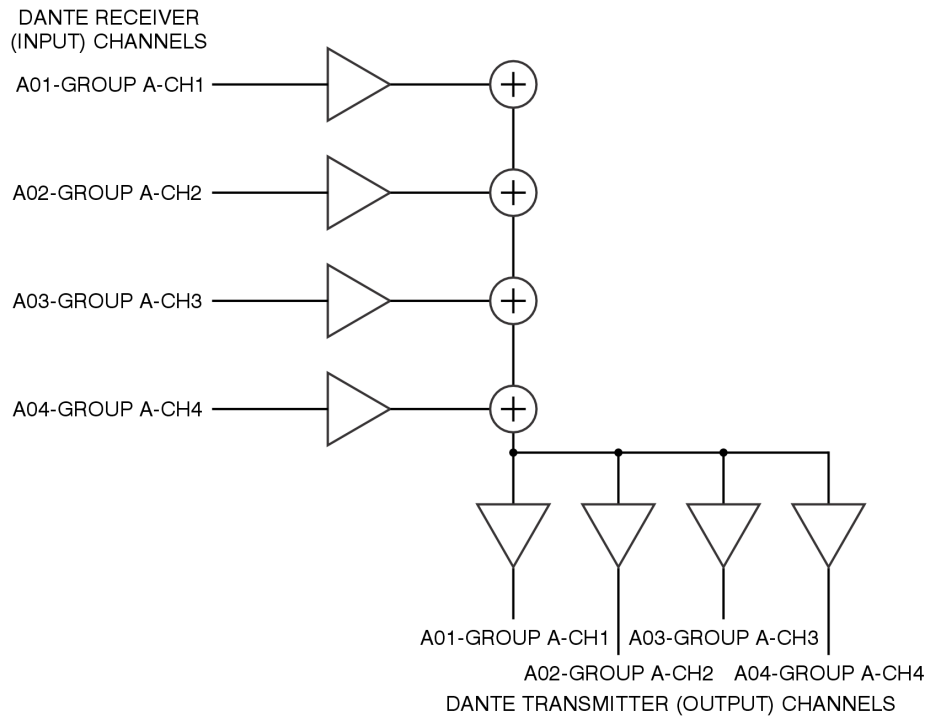 DANTE RECEIVER
(INPUT) CHANNELS
A01-GROUP A-CH1
A02-GROUP A-CH2
A03-GROUP A-CH3
A04-GROUP A-CH4
A01-GROUP A-CH1 A03-GROUP A-CH3
A02-GROUP A-CH2 A04-GROUP A-CH4
DANTE TRANSMITTER (OUTPUT) CHANNELS